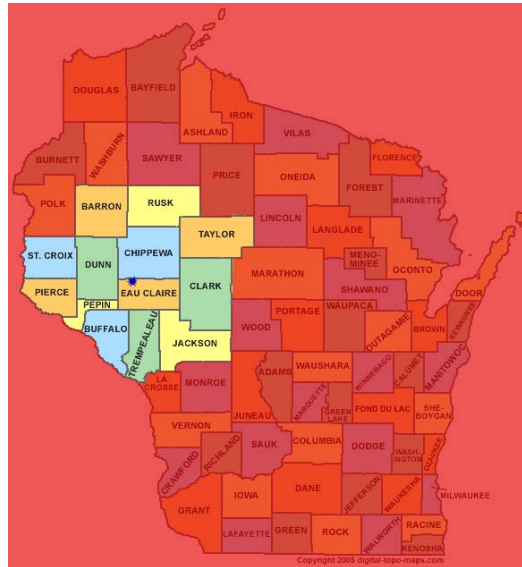 BAYFIELD
DOUGLAS
IRON
ASHLAND
VILAS
WASHBURN
BURNETT
SAWYER
FLORENCE
ONEIDA
PRICE
FOREST
RUSK
POLK
BARRON
MARINETTE
LINCOLN
TAYLOR
LANGLADE
CHIPPEWA
ST. CROIX
DUNN
MENO-
MINEE
OCONTO
MARATHON
CLARK
PIERCE
EAU CLAIRE
SHAWANO
DOOR
PEPIN
WAUPACA
PORTAGE
KEWAUNEE
BUFFALO
TREMPEALEAU
JACKSON
WOOD
OUTAGAMIE
BROWN
MANITOWOC
WAUSHARA
ADAMS
WINNEBAGO
CALUMET
LA
CROSSE
MONROE
MARQUETTE
GREEN
LAKE
JUNEAU
FOND DU LAC
SHE-
BOYGAN
VERNON
COLUMBIA
SAUK
DODGE
RICHLAND
CRAWFORD
WASH-
INGTON
OZAUKEE
DANE
IOWA
GRANT
JEFFERSON
WAUKESHA
MILWAUKEE
LAFAYETTE
GREEN
ROCK
WALWORTH
RACINE
KENOSHA
Copyright 2005 digital-topo-maps.com